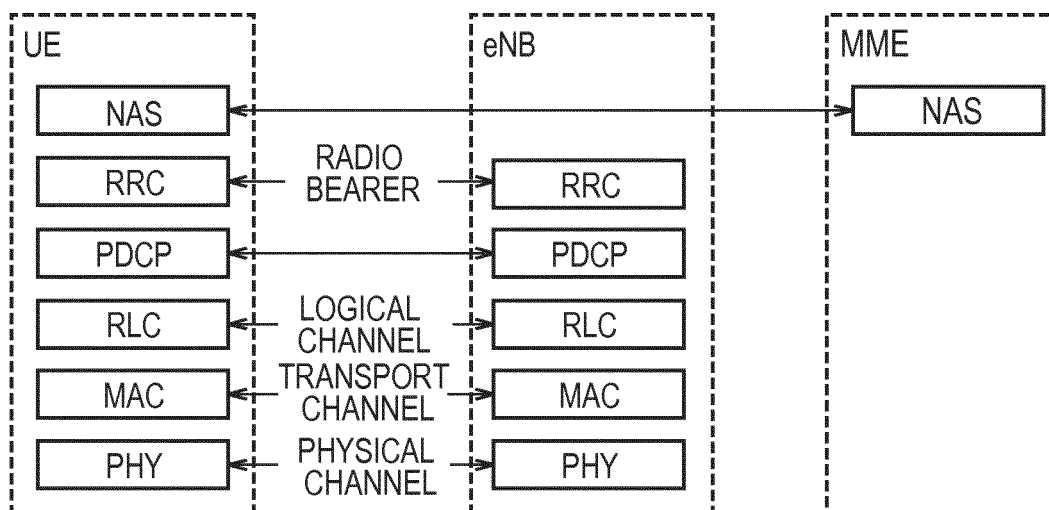 UE
eNB
MME
NAS
NAS
RRC
RADIO
BEARER
RRC
PDCP
PDCP
RLC
LOGICAL
CHANNEL
RLC
MAC
TRANSPORT
CHANNEL
MAC
PHY
PHYSICAL
CHANNEL
PHY